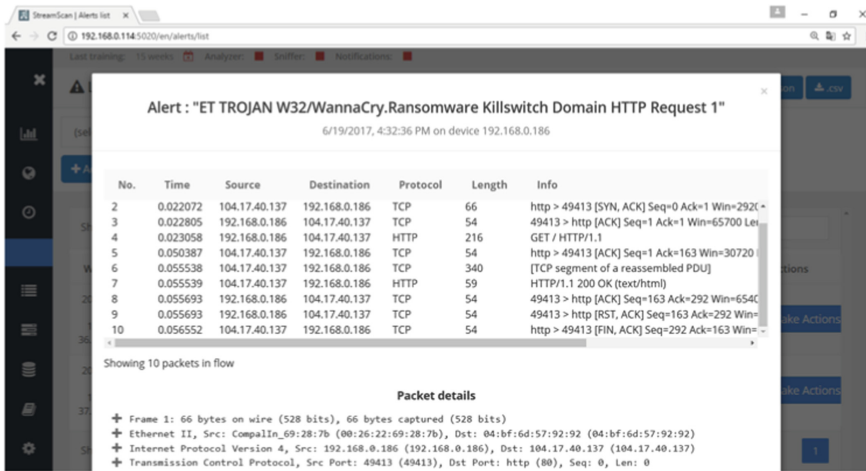 StreamScan | Alerts list
192.168.0.114:5020/en/alerts/list
Last training: 15 weeks Analyzer: Sniffer: Notifications:
.csv
Alert : "ET TROJAN W32/WannaCry.Ransomware Killswitch Domain HTTP Request 1"
6/19/2017, 4:32:36 PM on device 192.168.0.186
No. Time Source Destination Protocol Length Info
2 0.022072 104.17.40.137 192.168.0.186 TCP 66 http > 49413 [SYN, ACK] Seq=0 Ack=1 Win=2920
3 0.022805 192.168.0.186 104.17.40.137 TCP 54 49413 > http [ACK] Seq=1 Ack=1 Win=65700 Le
4 0.023058 192.168.0.186 104.17.40.137 HTTP 216 GET / HTTP/1.1
5 0.050387 104.17.40.137 192.168.0.186 TCP 54 http > 49413 [ACK] Seq=1 Ack=163 Win=30720
6 0.055538 104.17.40.137 192.168.0.186 TCP 340 [TCP segment of a reassembled PDU]
7 0.055539 104.17.40.137 192.168.0.186 HTTP 59 HTTP/1.1 200 OK (text/html)
8 0.055693 192.168.0.186 104.17.40.137 TCP 54 49413 > http [ACK] Seq=163 Ack=292 Win=6540
9 0.055693 192.168.0.186 104.17.40.137 TCP 54 49413 > http [RST, ACK] Seq=163 Ack=292 Win=
10 0.056552 104.17.40.137 192.168.0.186 TCP 54 http > 49413 [FIN, ACK] Seq=292 Ack=163 Win=
ake Actions
ake Actions
Showing 10 packets in flow
Packet details
Frame 1: 66 bytes on wire (528 bits), 66 bytes captured (528 bits)
Ethernet II, Src: CompalIn_69:28:7b (00:26:22:69:28:7b), Dst: 04:bf:6d:57:92:92 (04:bf:6d:57:92:92)
Internet Protocol Version 4, Src: 192.168.0.186 (192.168.0.186), Dst: 104.17.40.137 (104.17.40.137)
Transmission Control Protocol, Src Port: 49413 (49413), Dst Port: http (80), Seq: 0, Len: 0
1